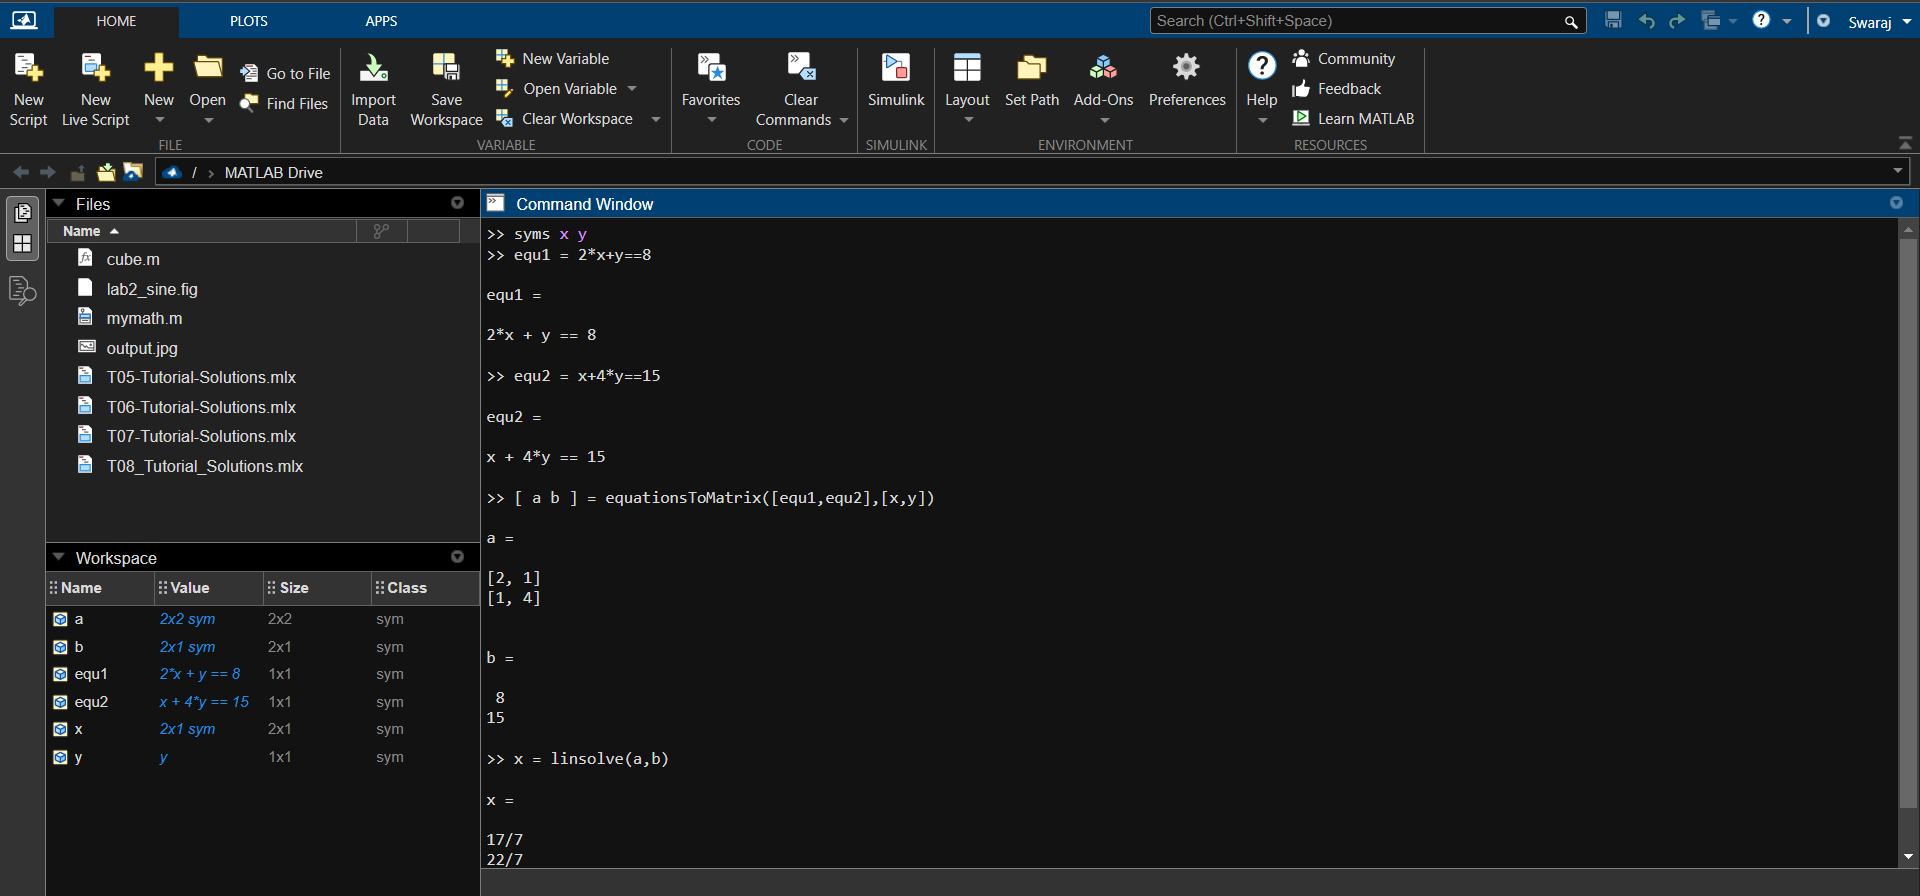 HOME PLOTS APPS Search (Ctrl+Shift+Space) ? Swaraj
New Script
New Live Script
New
Open
Go to File
Find Files
FILE
Import Data
Save Workspace
New Variable
Open Variable
Clear Workspace
VARIABLE
Favorites
Clear Commands
CODE
Simulink
SIMULINK
Layout
Set Path
Add-Ons
Preferences
ENVIRONMENT
? Help
Community
Feedback
Learn MATLAB
RESOURCES
/ › MATLAB Drive
Files
Name
fx cube.m
lab2_sine.fig
mymath.m
output.jpg
T05-Tutorial-Solutions.mlx
T06-Tutorial-Solutions.mlx
T07-Tutorial-Solutions.mlx
T08_Tutorial_Solutions.mlx
Workspace
Name Value Size Class
a 2x2 sym 2x2 sym
b 2x1 sym 2x1 sym
equ1 2*x + y == 8 1x1 sym
equ2 x + 4*y == 15 1x1 sym
x 2x1 sym 2x1 sym
y y 1x1 sym
Command Window
>> syms x y
>> equ1 = 2*x+y==8
equ1 =
2*x + y == 8
>> equ2 = x+4*y==15
equ2 =
x + 4*y == 15
>> [ a b ] = equationsToMatrix([equ1,equ2],[x,y])
a =
[2, 1]
[1, 4]
b =
8
15
>> x = linsolve(a,b)
x =
17/7
22/7